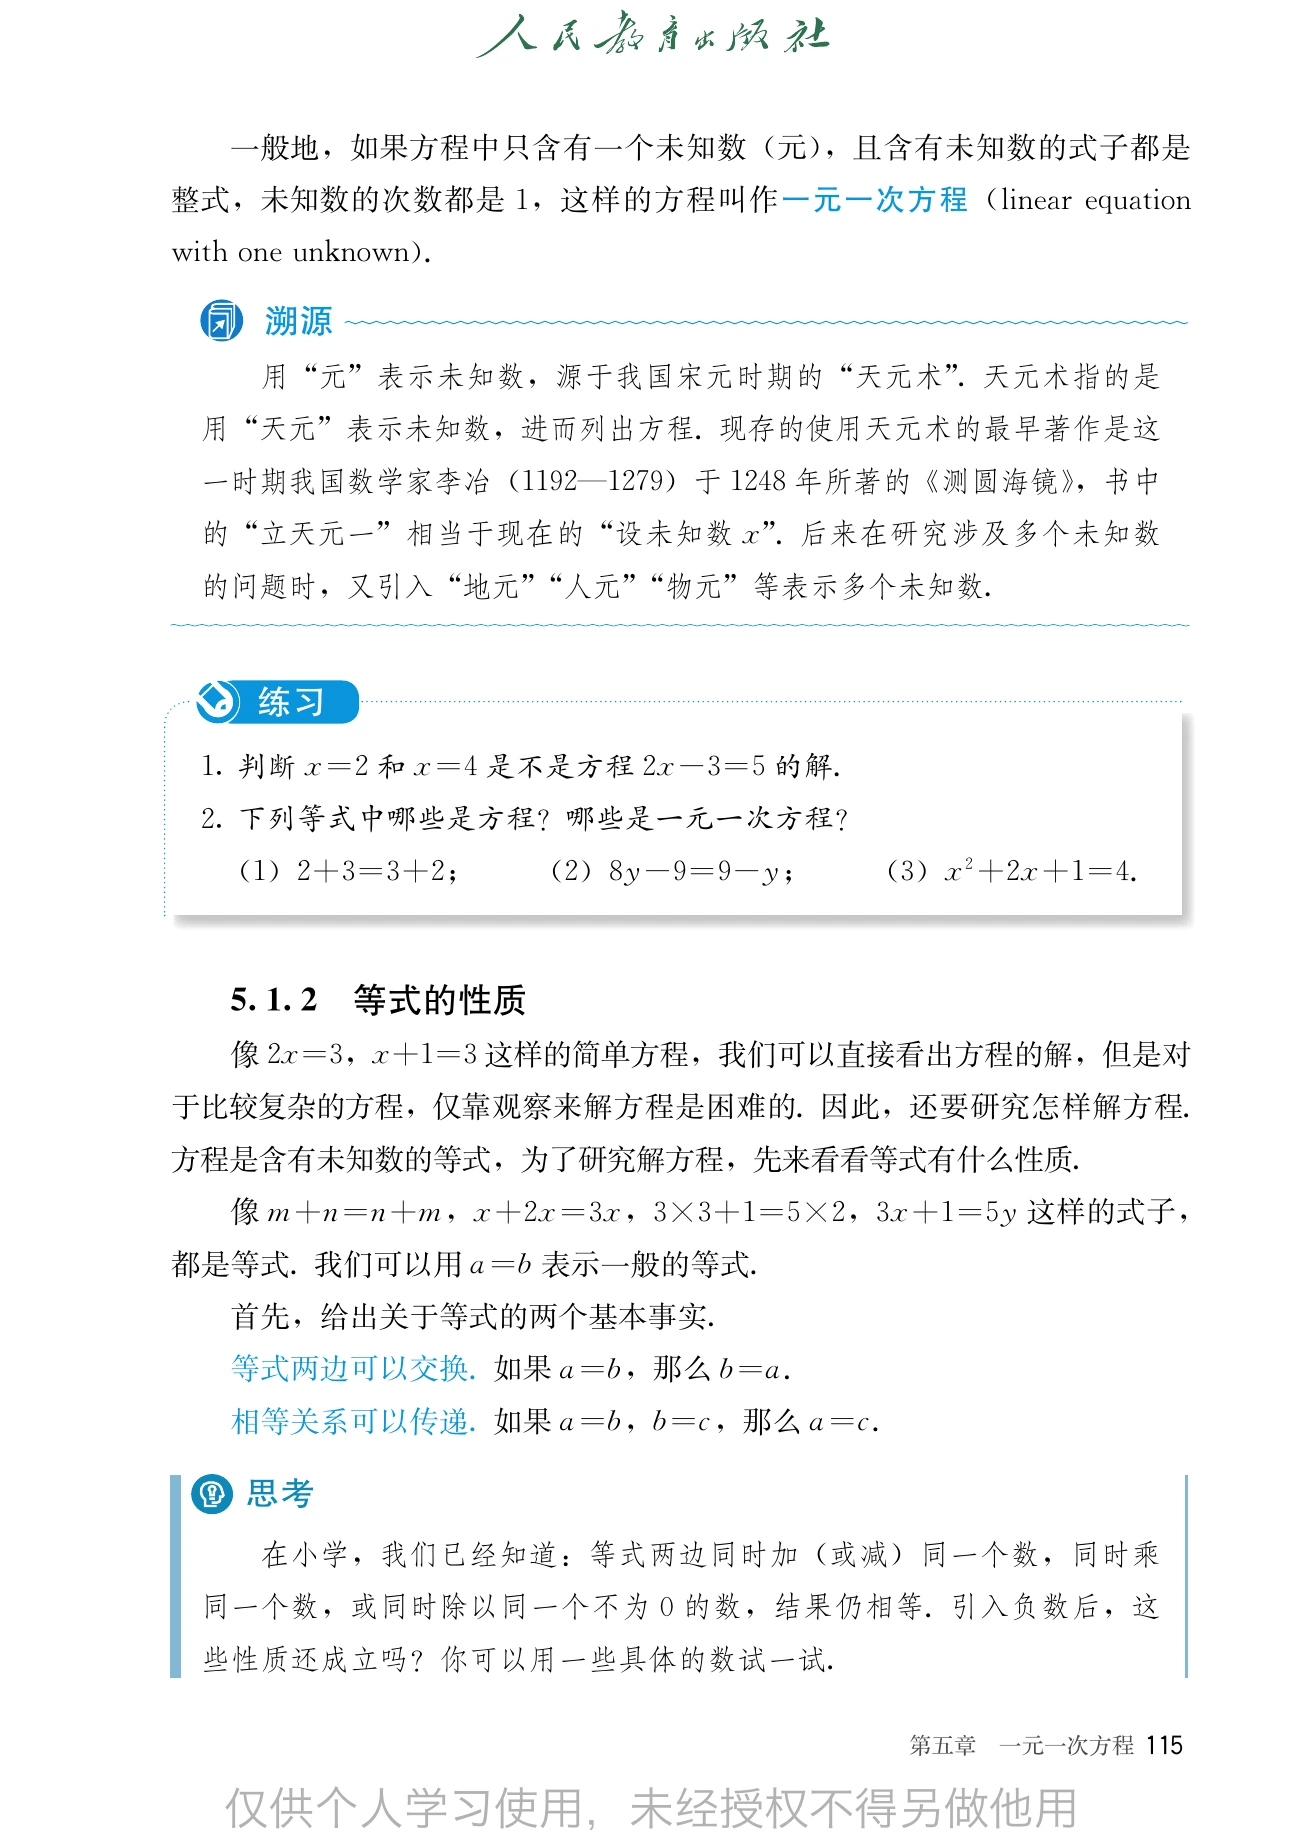 人民教育出版社
一般地，如果方程中只含有一个未知数（元），且含有未知数的式子都是
整式，未知数的次数都是 1，这样的方程叫作一元一次方程（linear equation
with one unknown）.
溯源
用“元”表示未知数，源于我国宋元时期的“天元术”. 天元术指的是
用“天元”表示未知数，进而列出方程. 现存的使用天元术的最早著作是这
一时期我国数学家李冶（1192—1279）于 1248 年所著的《测圆海镜》，书中
的“立天元一”相当于现在的“设未知数 x”. 后来在研究涉及多个未知数
的问题时，又引入“地元”“人元”“物元”等表示多个未知数.
练习
1. 判断 x＝2 和 x＝4 是不是方程 2x－3＝5 的解.
2. 下列等式中哪些是方程？哪些是一元一次方程？
（1）2＋3＝3＋2； （2）8y－9＝9－y； （3）x²＋2x＋1＝4.
5.1.2 等式的性质
像 2x＝3，x＋1＝3 这样的简单方程，我们可以直接看出方程的解，但是对
于比较复杂的方程，仅靠观察来解方程是困难的. 因此，还要研究怎样解方程.
方程是含有未知数的等式，为了研究解方程，先来看看等式有什么性质.
像 m＋n＝n＋m，x＋2x＝3x，3×3＋1＝5×2，3x＋1＝5y 这样的式子，
都是等式. 我们可以用 a＝b 表示一般的等式.
首先，给出关于等式的两个基本事实.
等式两边可以交换. 如果 a＝b，那么 b＝a.
相等关系可以传递. 如果 a＝b，b＝c，那么 a＝c.
思考
在小学，我们已经知道：等式两边同时加（或减）同一个数，同时乘
同一个数，或同时除以同一个不为 0 的数，结果仍相等. 引入负数后，这
些性质还成立吗？你可以用一些具体的数试一试.
第五章 一元一次方程 115
仅供个人学习使用，未经授权不得另做他用